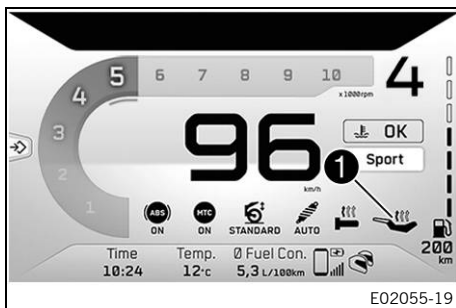 5 6 7 8 9 10
4
x1000rpm
4
3
2
1
96
km/h
OK
Sport
1
(ABS) MTC
ON ON STANDARD AUTO
200
km
Time Temp. Ø Fuel Con.
10:24 12°C 5,3 L/100km
E02055-19